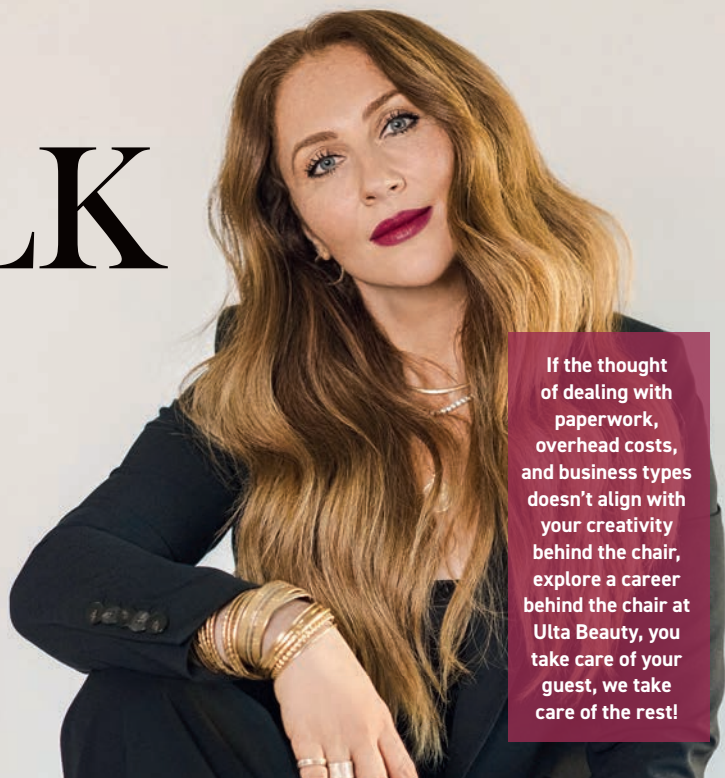 LK
If the thought
of dealing with
paperwork,
overhead costs,
and business types
doesn’t align with
your creativity
behind the chair,
explore a career
behind the chair at
Ulta Beauty, you
take care of your
guest, we take
care of the rest!